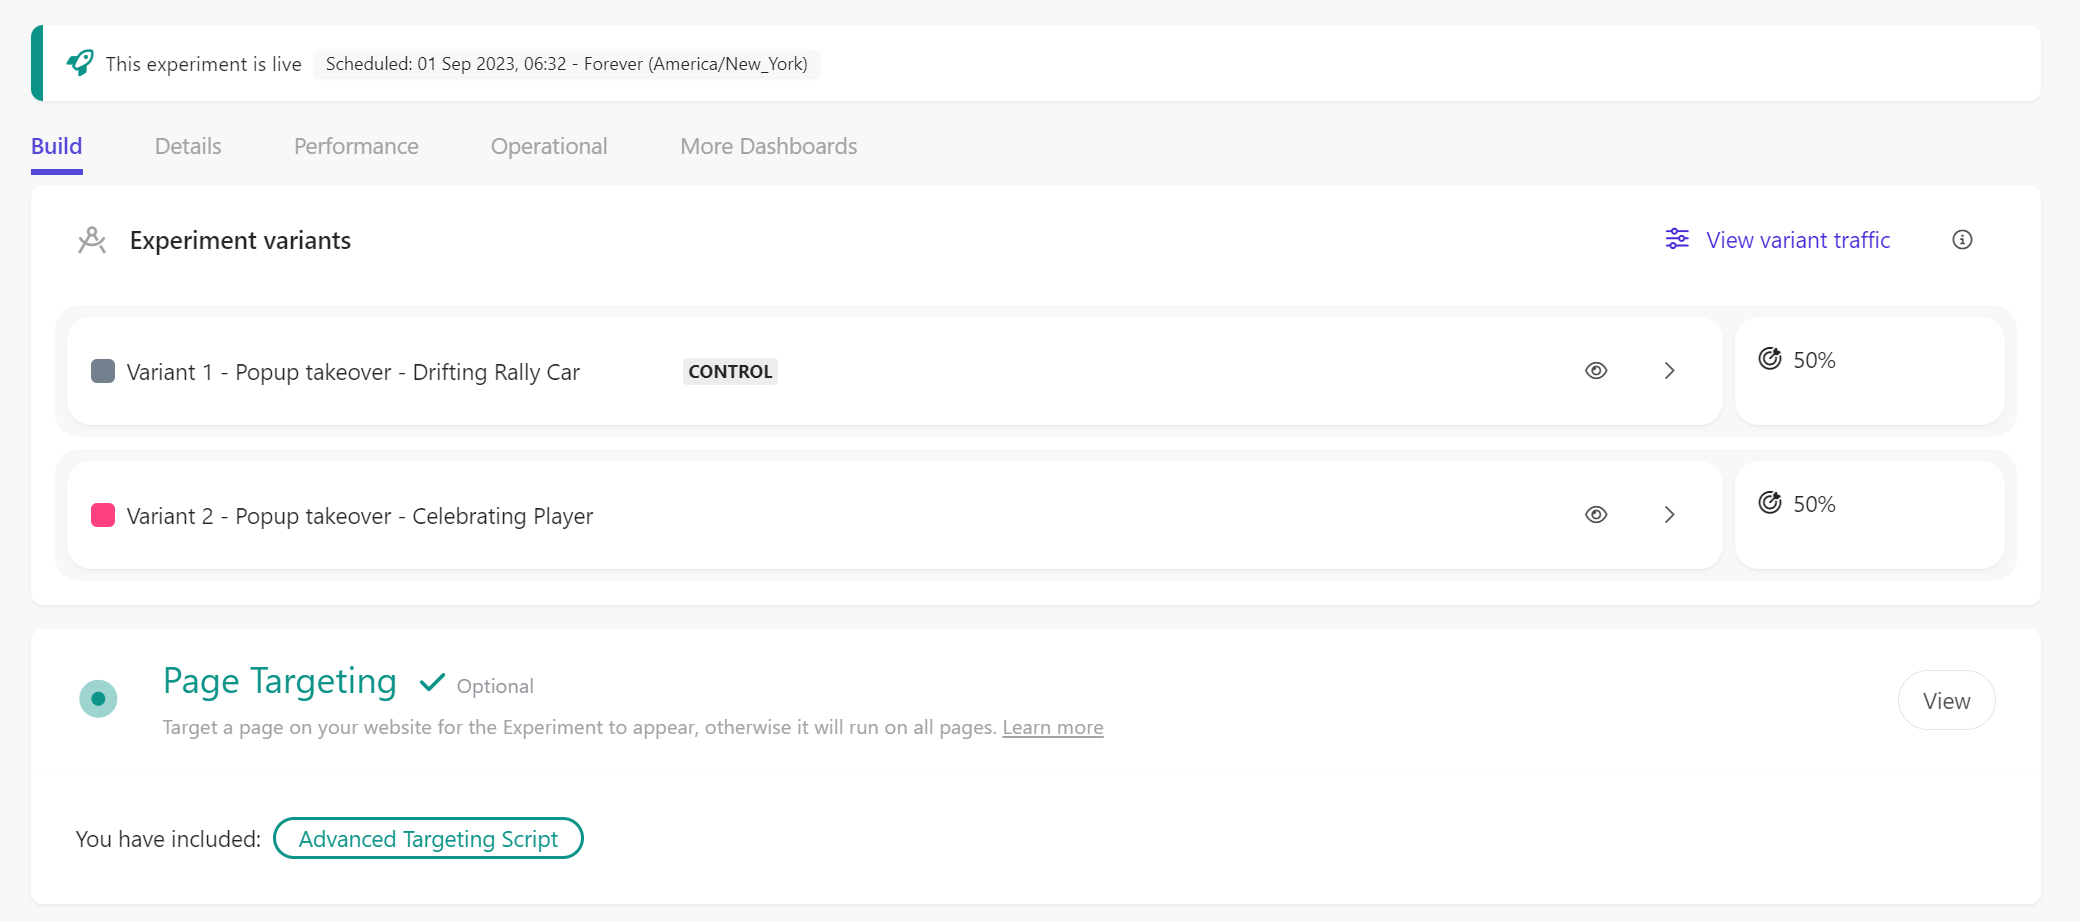 This experiment is live Scheduled: 01 Sep 2023, 06:32 - Forever (America/New_York)
Build Details Performance Operational More Dashboards
Experiment variants View variant traffic
Variant 1 - Popup takeover - Drifting Rally Car CONTROL 50%
Variant 2 - Popup takeover - Celebrating Player 50%
Page Targeting Optional View
Target a page on your website for the Experiment to appear, otherwise it will run on all pages. Learn more
You have included: Advanced Targeting Script